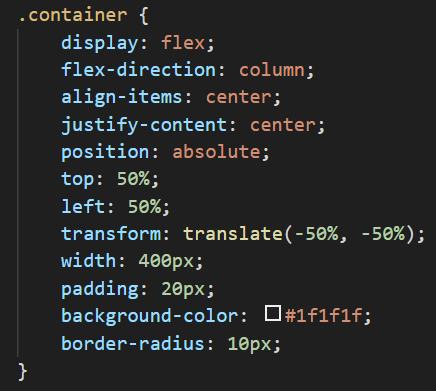 .container {
    display: flex;
    flex-direction: column;
    align-items: center;
    justify-content: center;
    position: absolute;
    top: 50%;
    left: 50%;
    transform: translate(-50%, -50%);
    width: 400px;
    padding: 20px;
    background-color: #1f1f1f;
    border-radius: 10px;
}